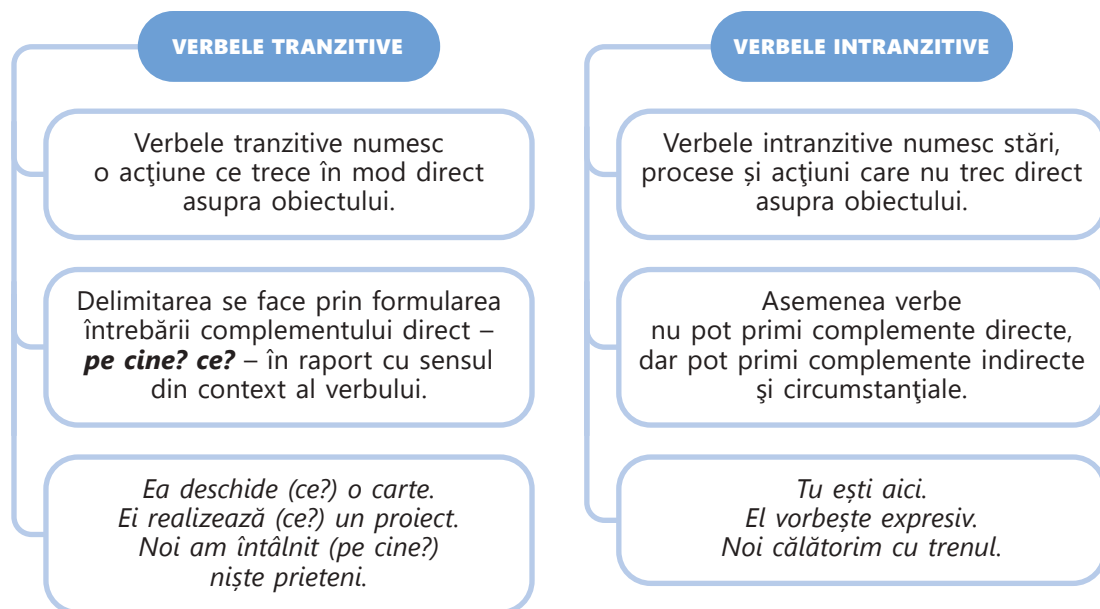 VERBELE TRANZITIVE
Verbele tranzitive numesc
o acţiune ce trece în mod direct
asupra obiectului.
Delimitarea se face prin formularea
întrebării complementului direct –
pe cine? ce? – în raport cu sensul
din context al verbului.
Ea deschide (ce?) o carte.
Ei realizează (ce?) un proiect.
Noi am întâlnit (pe cine?)
niște prieteni.
VERBELE INTRANZITIVE
Verbele intranzitive numesc stări,
procese și acţiuni care nu trec direct
asupra obiectului.
Asemenea verbe
nu pot primi complemente directe,
dar pot primi complemente indirecte
şi circumstanţiale.
Tu ești aici.
El vorbește expresiv.
Noi călătorim cu trenul.